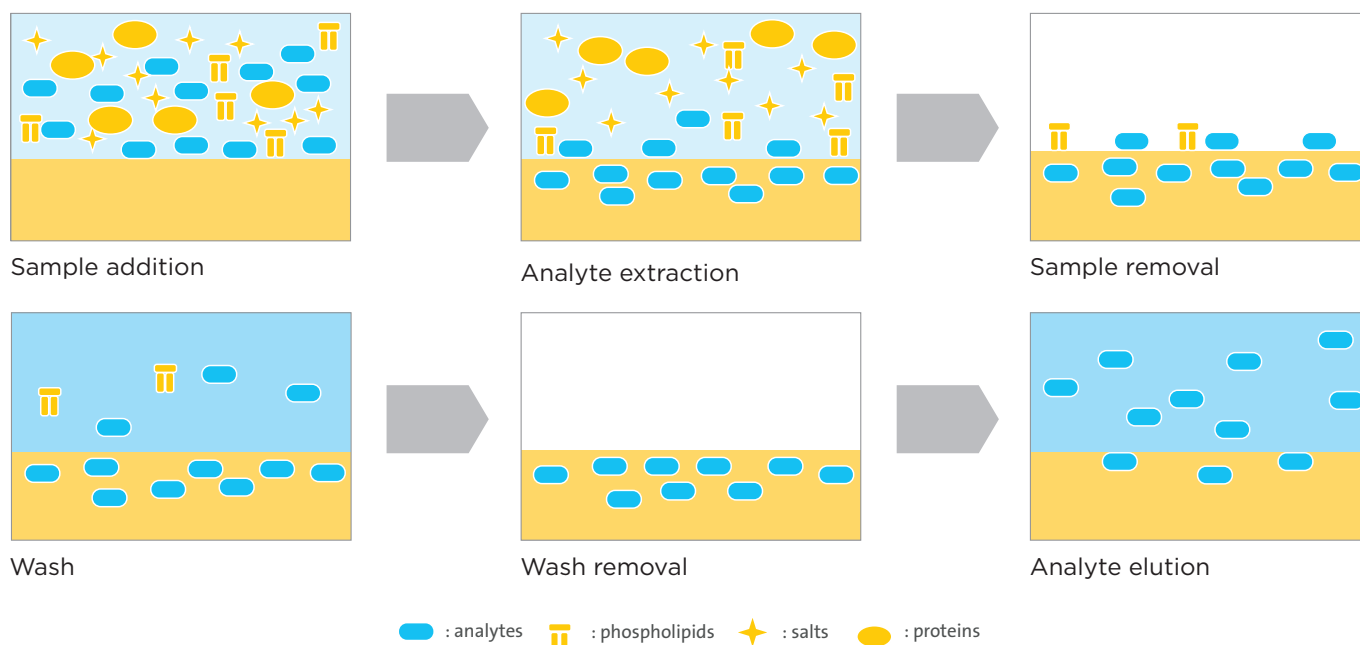 Sample addition
Analyte extraction
Sample removal
Wash
Wash removal
Analyte elution
: analytes : phospholipids : salts : proteins